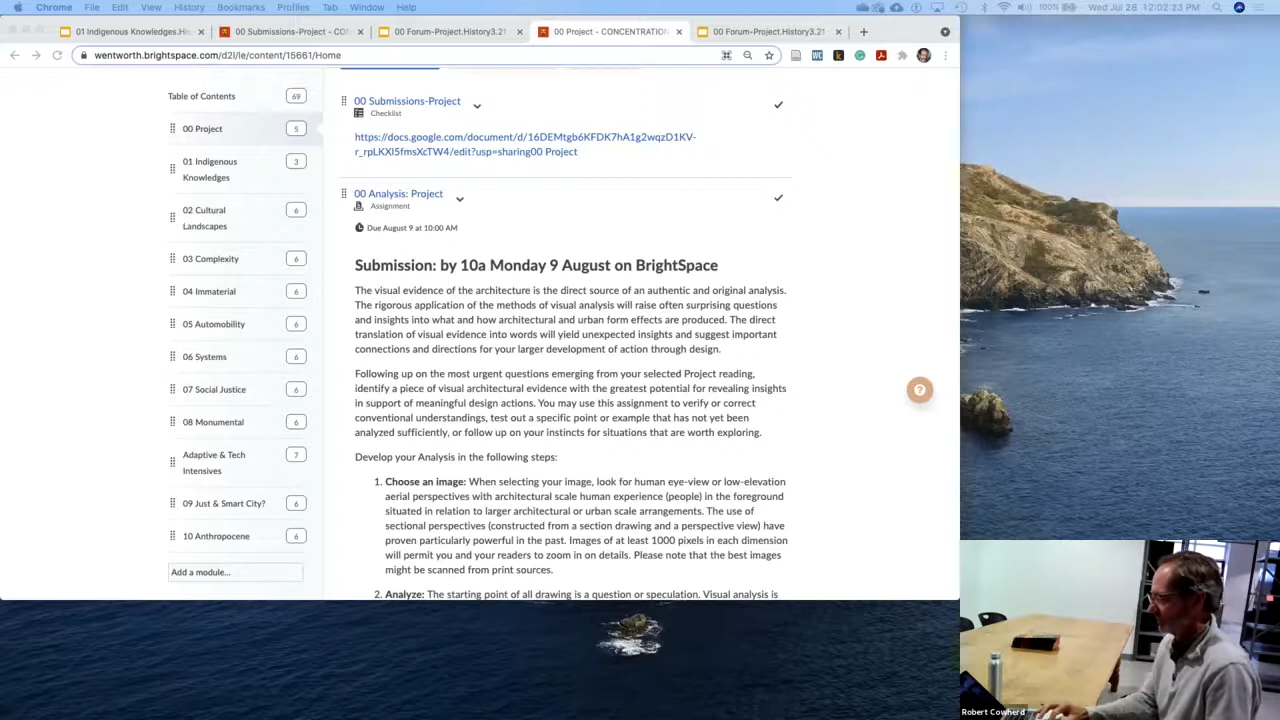 Chrome File Edit View History Bookmarks Profiles Tab Window Help 100% Wed Jul 28 12:02:23 PM
01 Indigenous Knowledges.His 00 Submissions-Project - CON 00 Forum-Project.History3.21 00 Project - CONCENTRATION 00 Forum-Project.History3.21
wentworth.brightspace.com/d2l/le/content/15661/Home
Table of Contents 69
00 Project 5
01 Indigenous
Knowledges
3
02 Cultural
Landscapes
6
03 Complexity 6
04 Immaterial 6
05 Automobility 6
06 Systems 6
07 Social Justice 6
08 Monumental 6
Adaptive & Tech
Intensives
7
09 Just & Smart City? 6
10 Anthropocene 6
Add a module...
00 Submissions-Project
Checklist
https://docs.google.com/document/d/16DEMtgb6KFDK7hA1g2wqzD1KV-
r_rpLKXI5fmsXcTW4/edit?usp=sharing00 Project
00 Analysis: Project
Assignment
Due August 9 at 10:00 AM
Submission: by 10a Monday 9 August on BrightSpace
The visual evidence of the architecture is the direct source of an authentic and original analysis.
The rigorous application of the methods of visual analysis will raise often surprising questions
and insights into what and how architectural and urban form effects are produced. The direct
translation of visual evidence into words will yield unexpected insights and suggest important
connections and directions for your larger development of action through design.
Following up on the most urgent questions emerging from your selected Project reading,
identify a piece of visual architectural evidence with the greatest potential for revealing insights
in support of meaningful design actions. You may use this assignment to verify or correct
conventional understandings, test out a specific point or example that has not yet been
analyzed sufficiently, or follow up on your instincts for situations that are worth exploring.
Develop your Analysis in the following steps:
1. Choose an image: When selecting your image, look for human eye-view or low-elevation
aerial perspectives with architectural scale human experience (people) in the foreground
situated in relation to larger architectural or urban scale arrangements. The use of
sectional perspectives (constructed from a section drawing and a perspective view) have
proven particularly powerful in the past. Images of at least 1000 pixels in each dimension
will permit you and your readers to zoom in on details. Please note that the best images
might be scanned from print sources.
2. Analyze: The starting point of all drawing is a question or speculation. Visual analysis is
Robert Cowherd